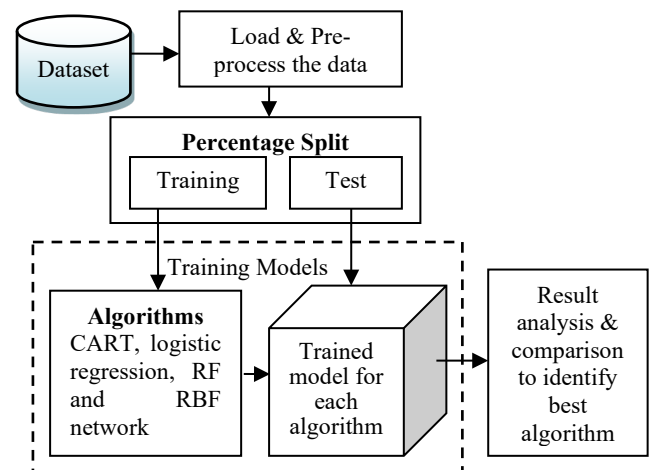 Dataset
Load & Pre-
process the data
Percentage Split
Training
Test
Training Models
Algorithms
CART, logistic
regression, RF
and RBF
network
Trained
model for
each
algorithm
Result
analysis &
comparison
to identify
best
algorithm